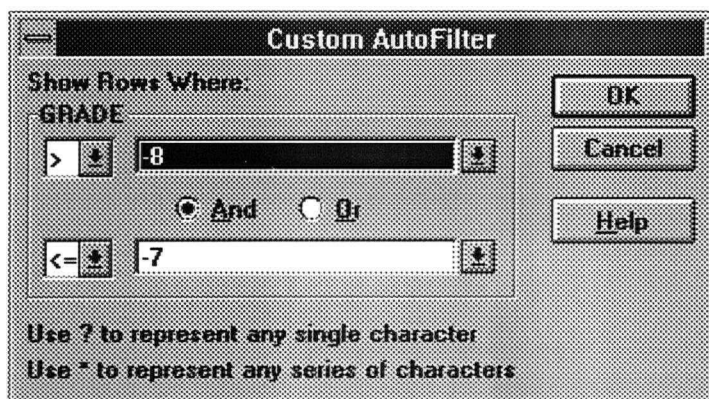 Custom AutoFilter
Show Rows Where:
GRADE
> -8
And Or
<= -7
OK
Cancel
Help
Use ? to represent any single character
Use * to represent any series of characters